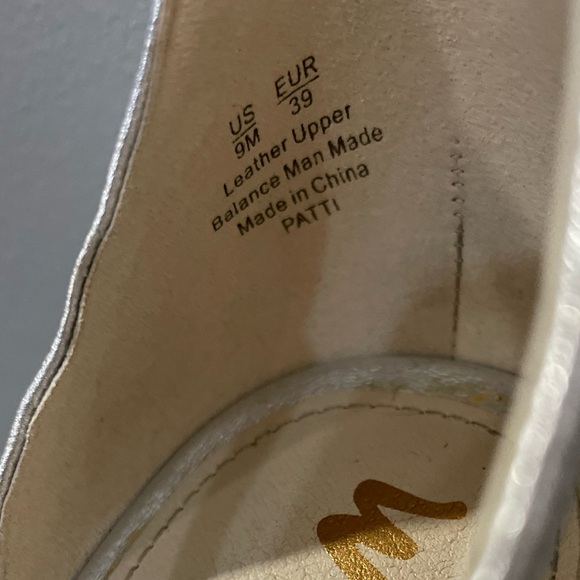 US EUR
9M 39
Leather Upper
Balance Man Made
Made in China
PATTI